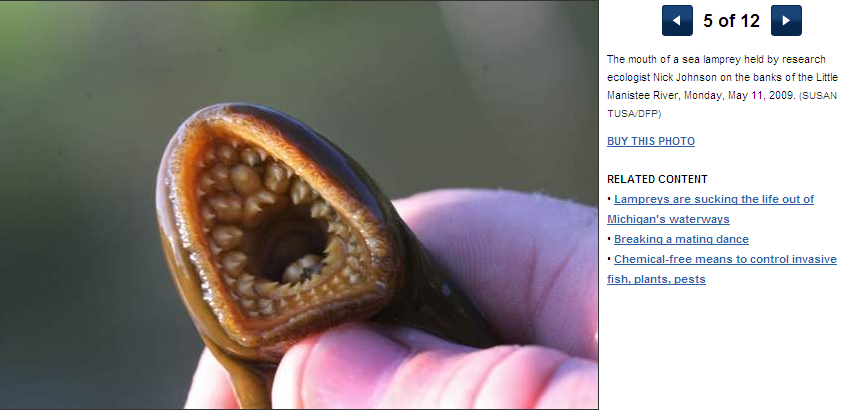 5 of 12
The mouth of a sea lamprey held by research
ecologist Nick Johnson on the banks of the Little
Manistee River, Monday, May 11, 2009. (SUSAN
TUSA/DFP)
BUY THIS PHOTO
RELATED CONTENT
• Lampreys are sucking the life out of
Michigan's waterways
• Breaking a mating dance
• Chemical-free means to control invasive
fish, plants, pests